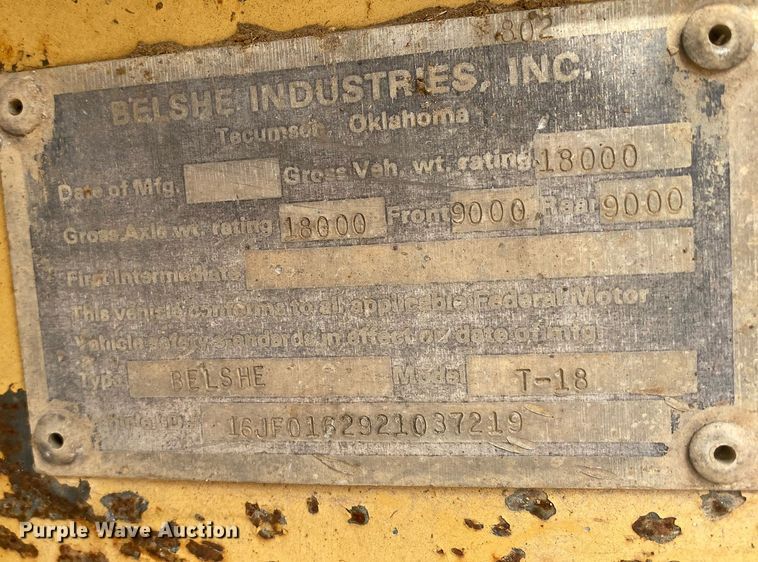 802
BELSHE INDUSTRIES, INC.
Tecumseh, Oklahoma
Date of Mfg. Gross Veh. wt. rating 18000
Gross Axle wt. rating 18000 Front 9000 Rear 9000
First Intermediate
This vehicle conforms to all applicable Federal Motor
Vehicle safety standards in effect on date of mfg.
Type BELSHE Model T-18
16JF0162921037219
Purple Wave Auction